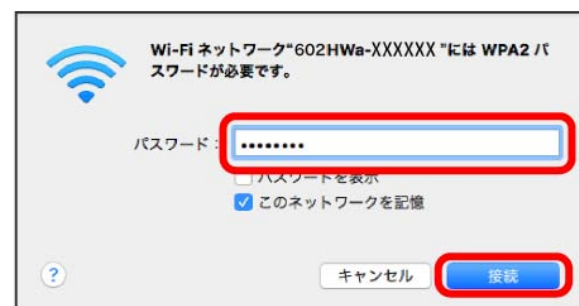 Wi-Fi ネットワーク“602HWa-XXXXXX ”には WPA2 パ
スワードが必要です。
パスワード： ••••••••
パスワードを表示
このネットワークを記憶
? キャンセル 接続